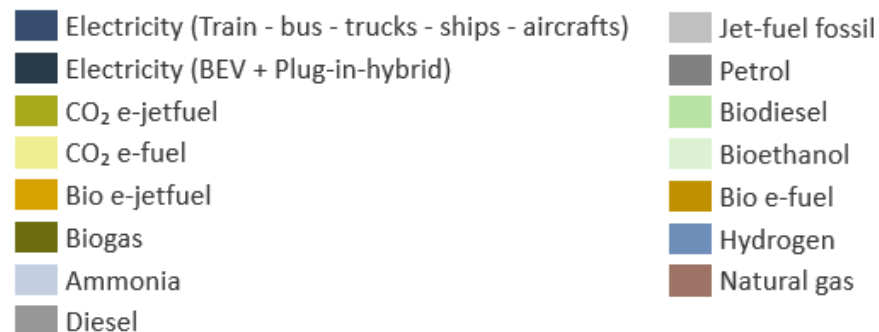 Electricity (Train - bus - trucks - ships - aircrafts)
Electricity (BEV + Plug-in-hybrid)
CO₂ e-jetfuel
CO₂ e-fuel
Bio e-jetfuel
Biogas
Ammonia
Diesel
Jet-fuel fossil
Petrol
Biodiesel
Bioethanol
Bio e-fuel
Hydrogen
Natural gas